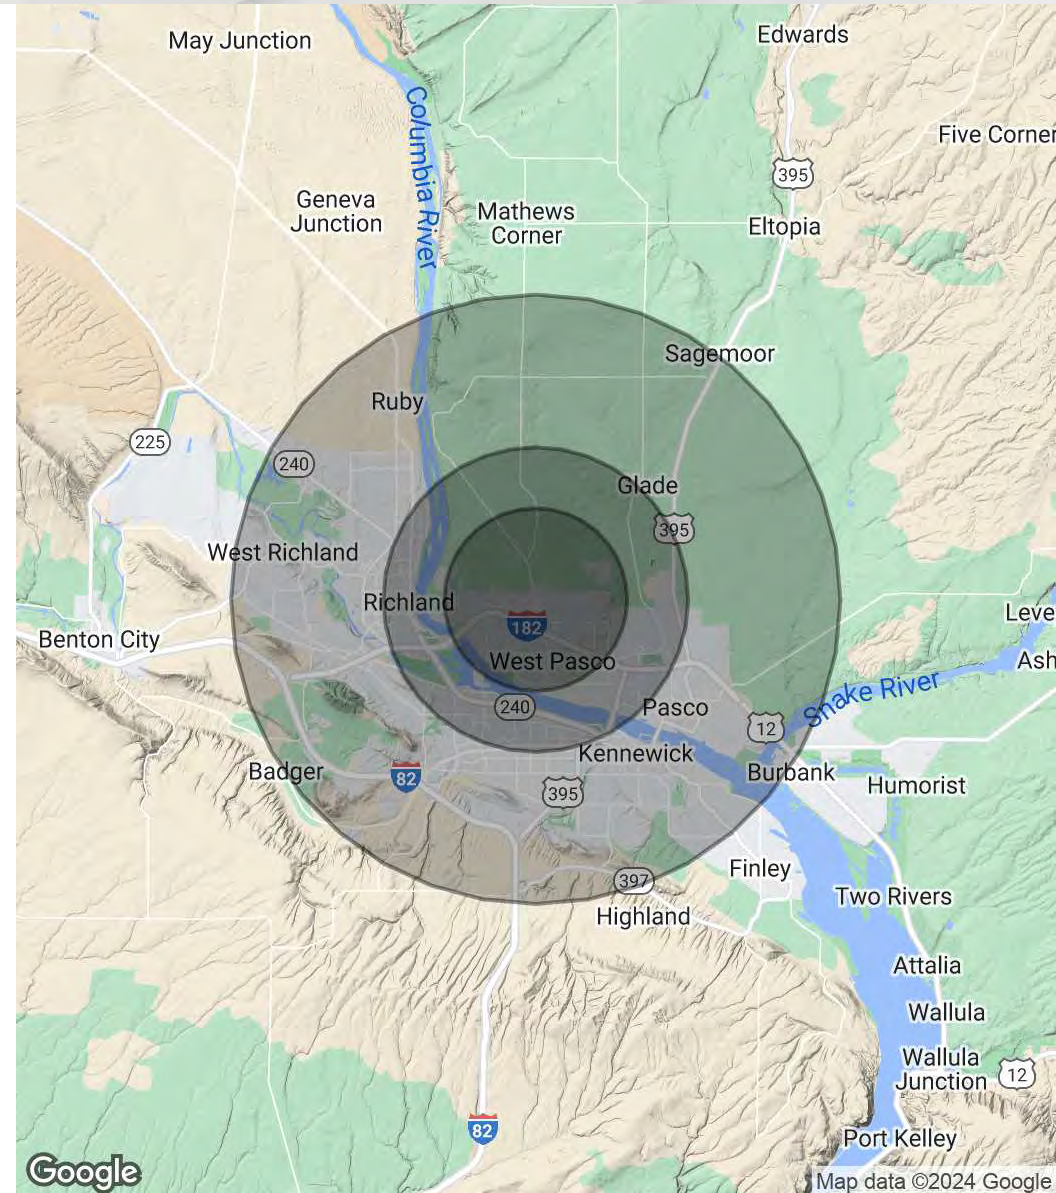 May Junction
Edwards
Columbia River
Five Corner
395
Geneva
Junction
Mathews
Corner
Eltopia
Sagemoor
Ruby
225
240
Glade
395
West Richland
Richland
182
Benton City
West Pasco
Leve
Ash
Snake River
240
Pasco
12
Kennewick
Badger
82
395
Burbank
Humorist
397
Finley
Two Rivers
Highland
Attalia
Wallula
Wallula
Junction
12
82
Port Kelley
Google
Map data ©2024 Google